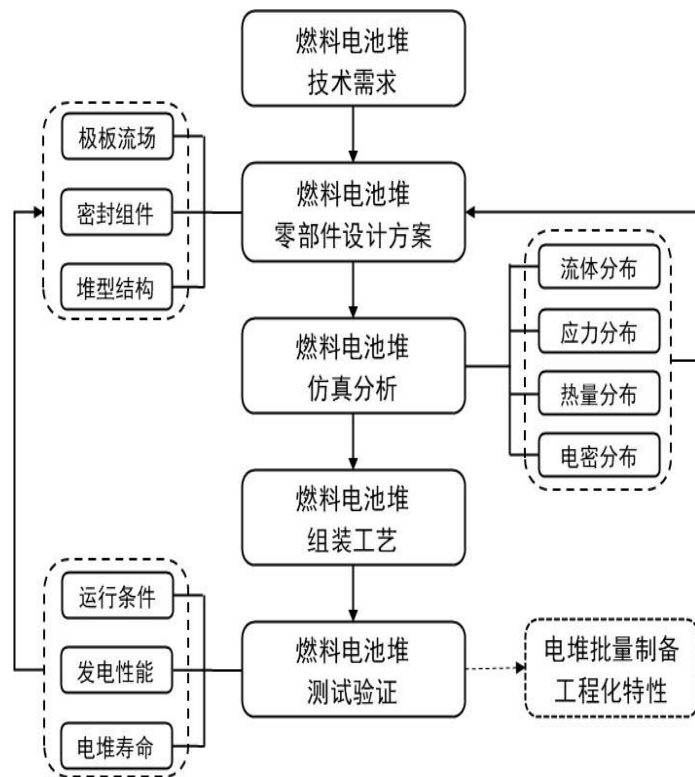 燃料电池堆
技术需求
极板流场
密封组件
堆型结构
燃料电池堆
零部件设计方案
流体分布
应力分布
热量分布
电密分布
燃料电池堆
仿真分析
燃料电池堆
组装工艺
运行条件
发电性能
电堆寿命
燃料电池堆
测试验证
电堆批量制备
工程化特性